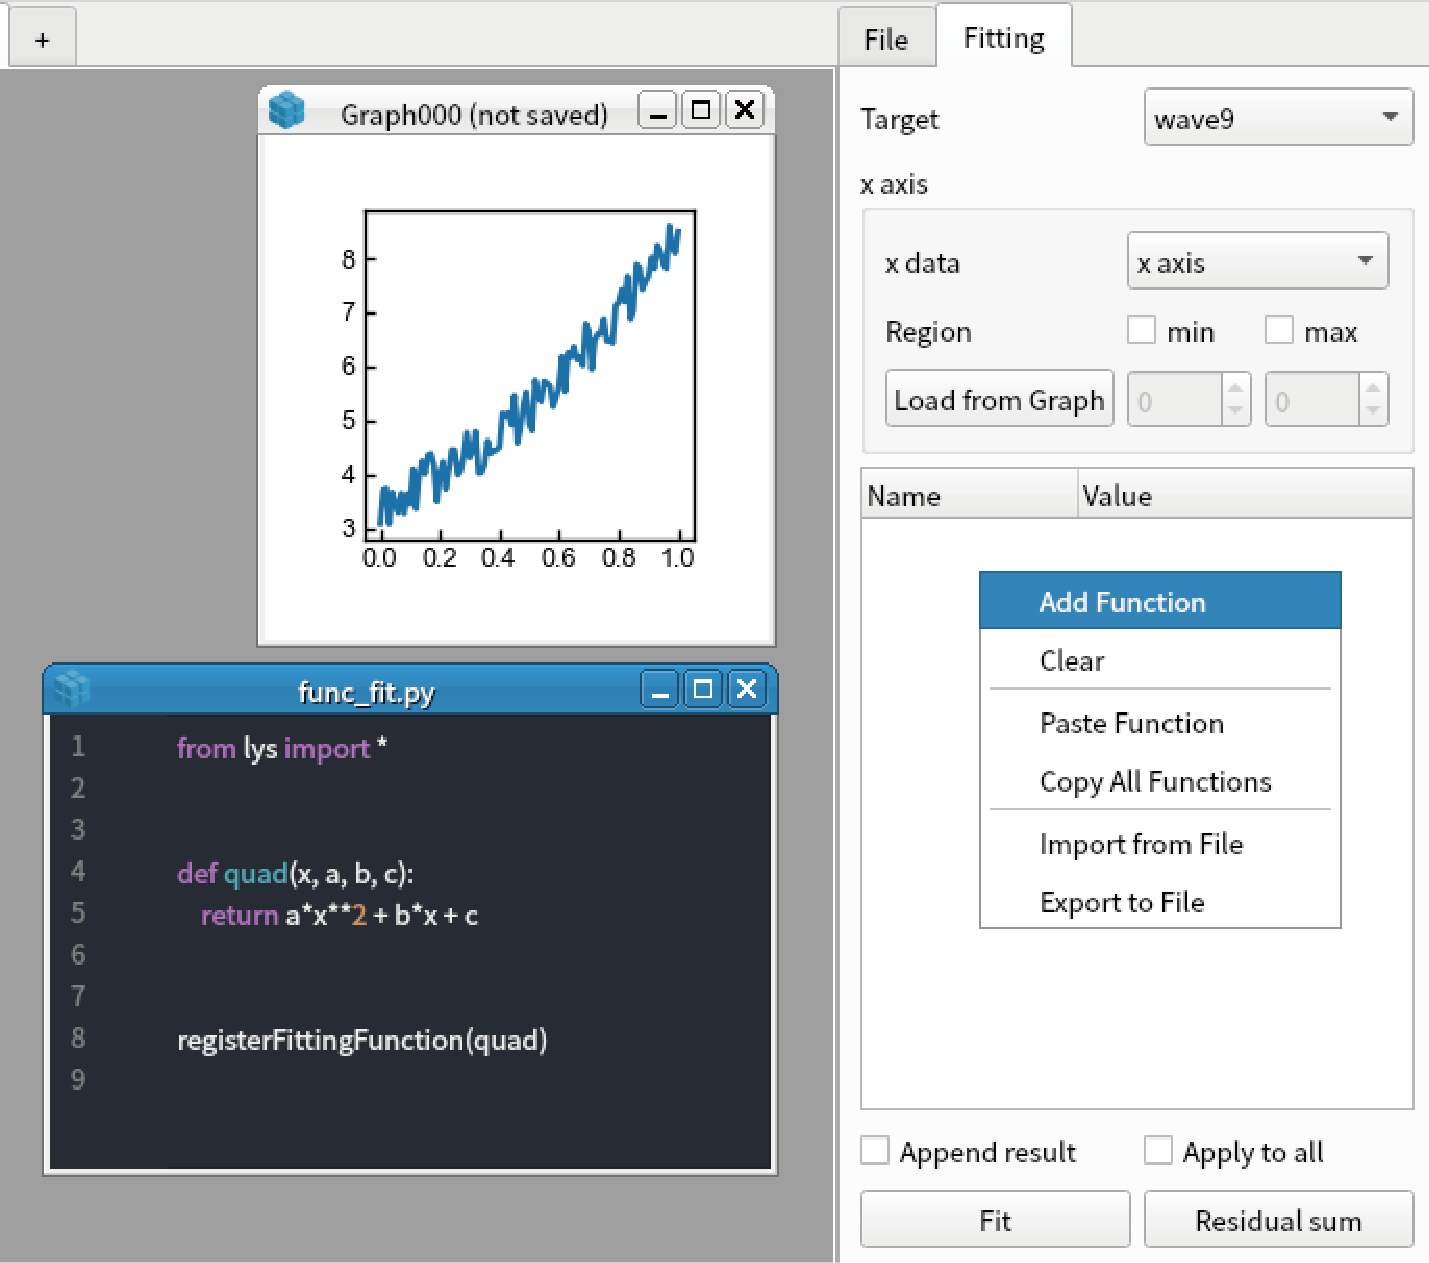 +
File
Fitting
Graph000 (not saved)
8
7
6
5
4
3
0.0 0.2 0.4 0.6 0.8 1.0
func_fit.py
1 from lys import *
2
3
4 def quad(x, a, b, c):
5 return a*x**2 + b*x + c
6
7
8 registerFittingFunction(quad)
9
Target wave9
x axis
x data x axis
Region min max
Load from Graph 0 0
Name Value
Add Function
Clear
Paste Function
Copy All Functions
Import from File
Export to File
Append result Apply to all
Fit Residual sum